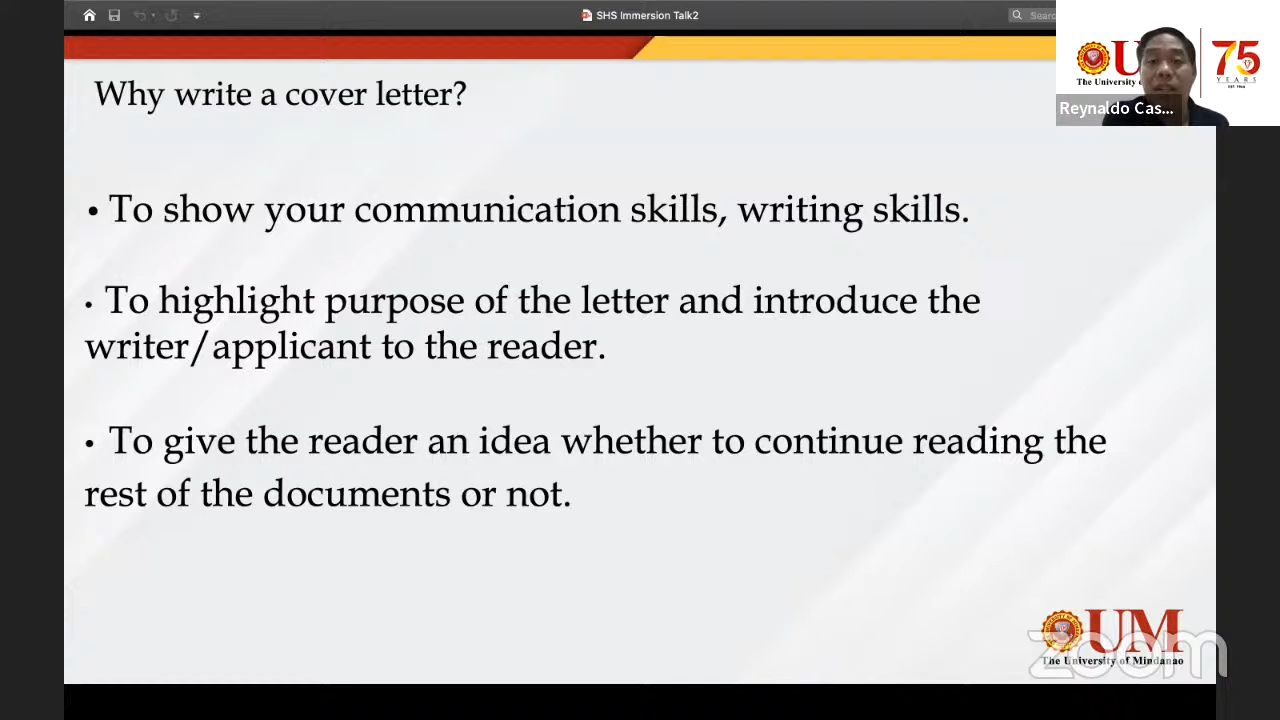 SHS Immersion Talk2
Why write a cover letter?
• To show your communication skills, writing skills.
• To highlight purpose of the letter and introduce the
writer/applicant to the reader.
• To give the reader an idea whether to continue reading the
rest of the documents or not.
75
YEARS
Reynaldo Cas...
UM
The University of Mindanao
zoom